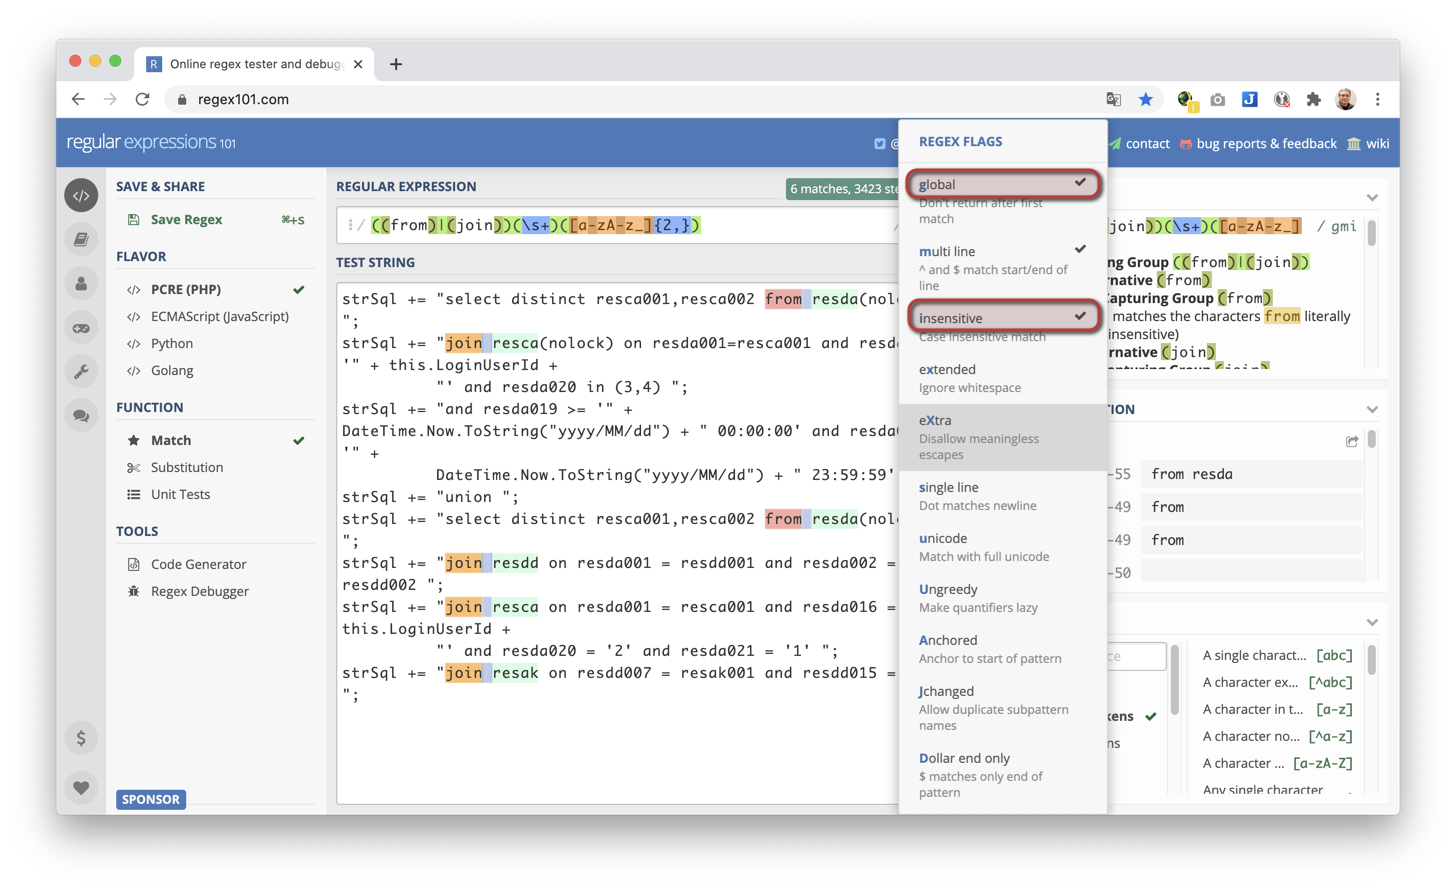 Online regex tester and debug
regex101.com
regular expressions 101
@
contact
bug reports & feedback
wiki
SAVE & SHARE
Save Regex
⌘+s
FLAVOR
</> PCRE (PHP)
</> ECMAScript (JavaScript)
</> Python
</> Golang
FUNCTION
Match
Substitution
Unit Tests
TOOLS
Code Generator
Regex Debugger
SPONSOR
REGULAR EXPRESSION
6 matches, 3423 ste
/ ((from)|(join))(\s+)([a-zA-z_]{2,}) /
TEST STRING
strSql += "select distinct resca001,resca002 from resda(nolo
";
strSql += "join resca(nolock) on resda001=resca001 and resda
'" + this.LoginUserId +
"' and resda020 in (3,4) ";
strSql += "and resda019 >= '" +
DateTime.Now.ToString("yyyy/MM/dd") + " 00:00:00' and resda
'" +
DateTime.Now.ToString("yyyy/MM/dd") + " 23:59:59'
strSql += "union ";
strSql += "select distinct resca001,resca002 from resda(nolo
";
strSql += "join resdd on resda001 = resdd001 and resda002 =
resdd002 ";
strSql += "join resca on resda001 = resca001 and resda016 =
this.LoginUserId +
"' and resda020 = '2' and resda021 = '1' ";
strSql += "join resak on resdd007 = resak001 and resdd015 =
";
REGEX FLAGS
global
Don't return after first
match
multi line
^ and $ match start/end of
line
insensitive
Case insensitive match
extended
Ignore whitespace
eXtra
Disallow meaningless
escapes
single line
Dot matches newline
unicode
Match with full unicode
Ungreedy
Make quantifiers lazy
Anchored
Anchor to start of pattern
Jchanged
Allow duplicate subpattern
names
Dollar end only
$ matches only end of
pattern
join))(\s+)([a-zA-z_] / gmi
ng Group ((from)|(join))
rnative (from)
apturing Group (from)
matches the characters from literally
insensitive)
rnative (join)
apturing Group (join)
TION
-55 from resda
-49 from
-49 from
-50
ce
kens
ns
A single charact... [abc]
A character ex... [^abc]
A character in t... [a-z]
A character no... [^a-z]
A character ... [a-zA-Z]
Any single character .